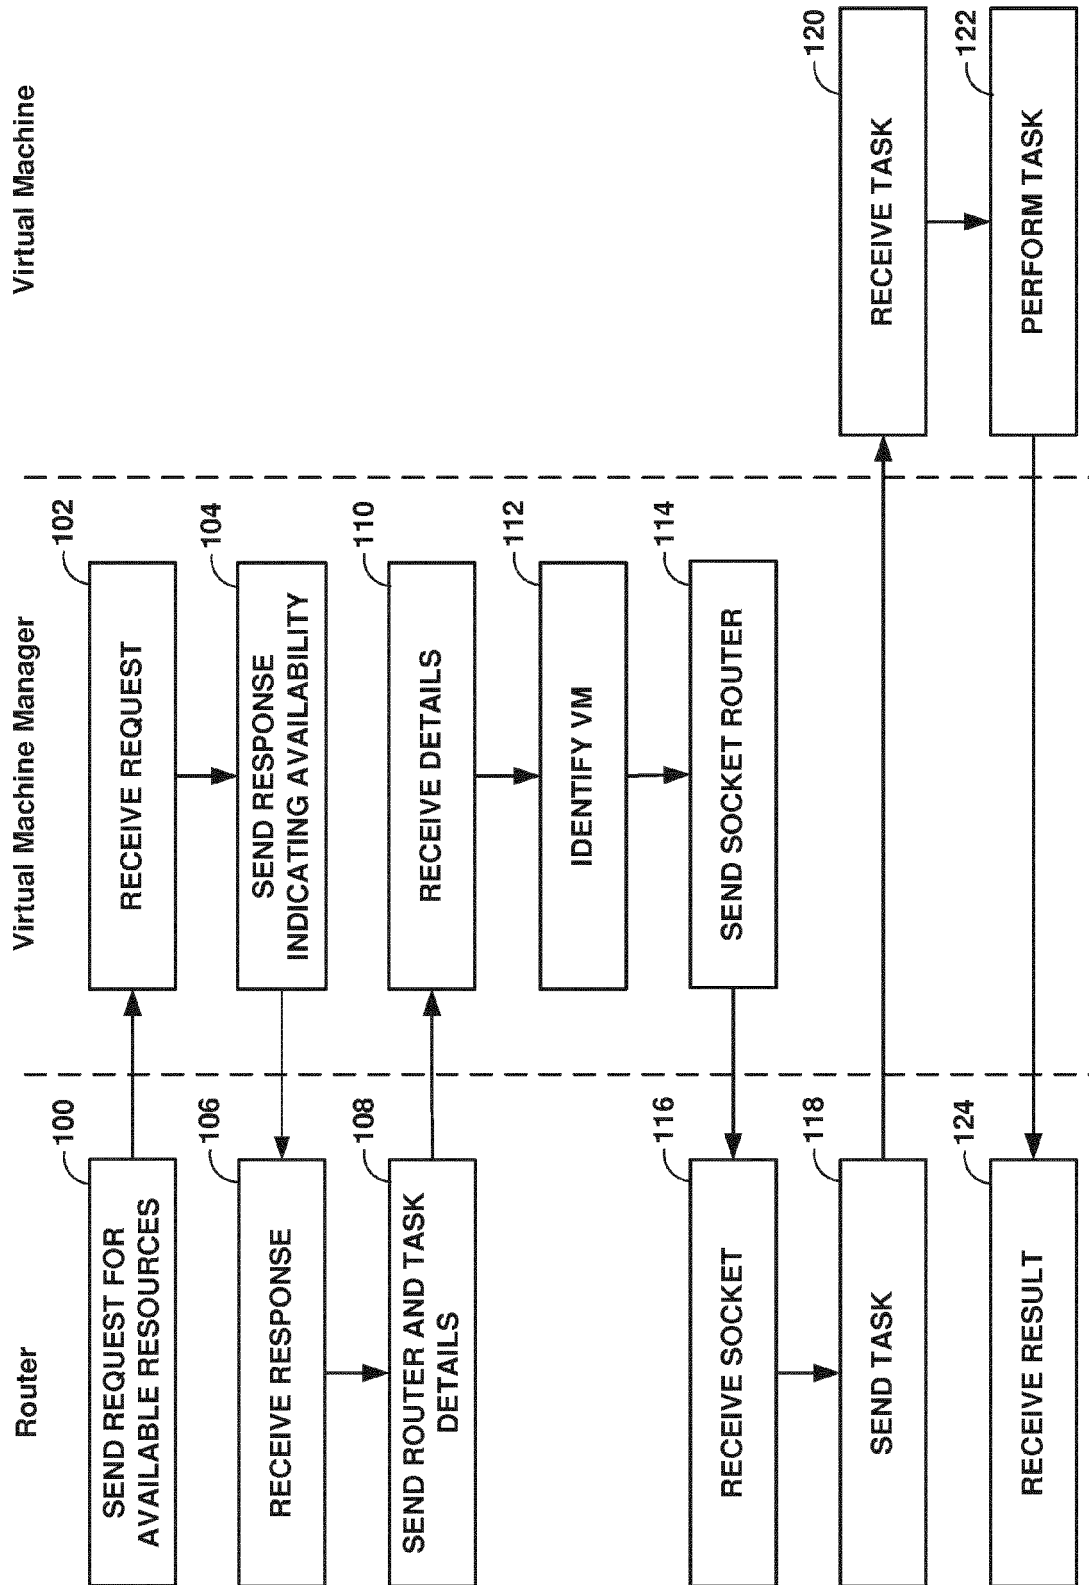 Router
Virtual Machine Manager
Virtual Machine
100
SEND REQUEST FOR
AVAILABLE RESOURCES
102
RECEIVE REQUEST
104
SEND RESPONSE
INDICATING AVAILABILITY
106
RECEIVE RESPONSE
108
SEND ROUTER AND TASK
DETAILS
110
RECEIVE DETAILS
112
IDENTIFY VM
114
SEND SOCKET ROUTER
116
RECEIVE SOCKET
118
SEND TASK
120
RECEIVE TASK
122
PERFORM TASK
124
RECEIVE RESULT